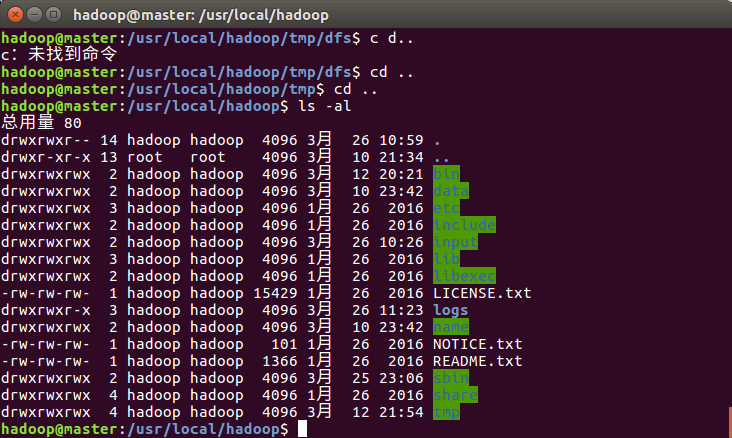 hadoop@master: /usr/local/hadoop
hadoop@master:/usr/local/hadoop/tmp/dfs$ c d..
c: 未找到命令
hadoop@master:/usr/local/hadoop/tmp/dfs$ cd ..
hadoop@master:/usr/local/hadoop/tmp$ cd ..
hadoop@master:/usr/local/hadoop$ ls -al
总用量 80
drwxrwxr-- 14 hadoop hadoop  4096 3月  26 10:59 .
drwxr-xr-x 13 root   root    4096 3月  10 21:34 ..
drwxrwxrwx  2 hadoop hadoop  4096 3月  12 20:21 bin
drwxrwxrwx  2 hadoop hadoop  4096 3月  10 23:42 data
drwxrwxrwx  3 hadoop hadoop  4096 1月  26  2016 etc
drwxrwxrwx  2 hadoop hadoop  4096 1月  26  2016 include
drwxrwxrwx  2 hadoop hadoop  4096 3月  26 10:26 input
drwxrwxrwx  3 hadoop hadoop  4096 1月  26  2016 lib
drwxrwxrwx  2 hadoop hadoop  4096 1月  26  2016 libexec
-rw-rw-rw-  1 hadoop hadoop 15429 1月  26  2016 LICENSE.txt
drwxrwxr-x  3 hadoop hadoop  4096 3月  26 11:23 logs
drwxrwxrwx  2 hadoop hadoop  4096 3月  10 23:42 name
-rw-rw-rw-  1 hadoop hadoop   101 1月  26  2016 NOTICE.txt
-rw-rw-rw-  1 hadoop hadoop  1366 1月  26  2016 README.txt
drwxrwxrwx  2 hadoop hadoop  4096 3月  25 23:06 sbin
drwxrwxrwx  4 hadoop hadoop  4096 1月  26  2016 share
drwxrwxrwx  4 hadoop hadoop  4096 3月  12 21:54 tmp
hadoop@master:/usr/local/hadoop$